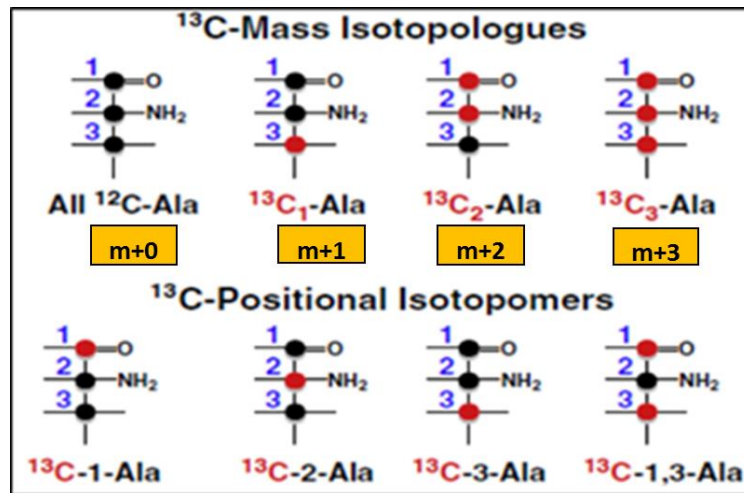 ¹³C-Mass Isotopologues
1 1 1 1
O O O O
2 2 2 2
NH₂ NH₂ NH₂ NH₂
3 3 3 3
All ¹²C-Ala ¹³C₁-Ala ¹³C₂-Ala ¹³C₃-Ala
m+0 m+1 m+2 m+3
¹³C-Positional Isotopomers
1 1 1 1
O O O O
2 2 2 2
NH₂ NH₂ NH₂ NH₂
3 3 3 3
¹³C-1-Ala ¹³C-2-Ala ¹³C-3-Ala ¹³C-1,3-Ala